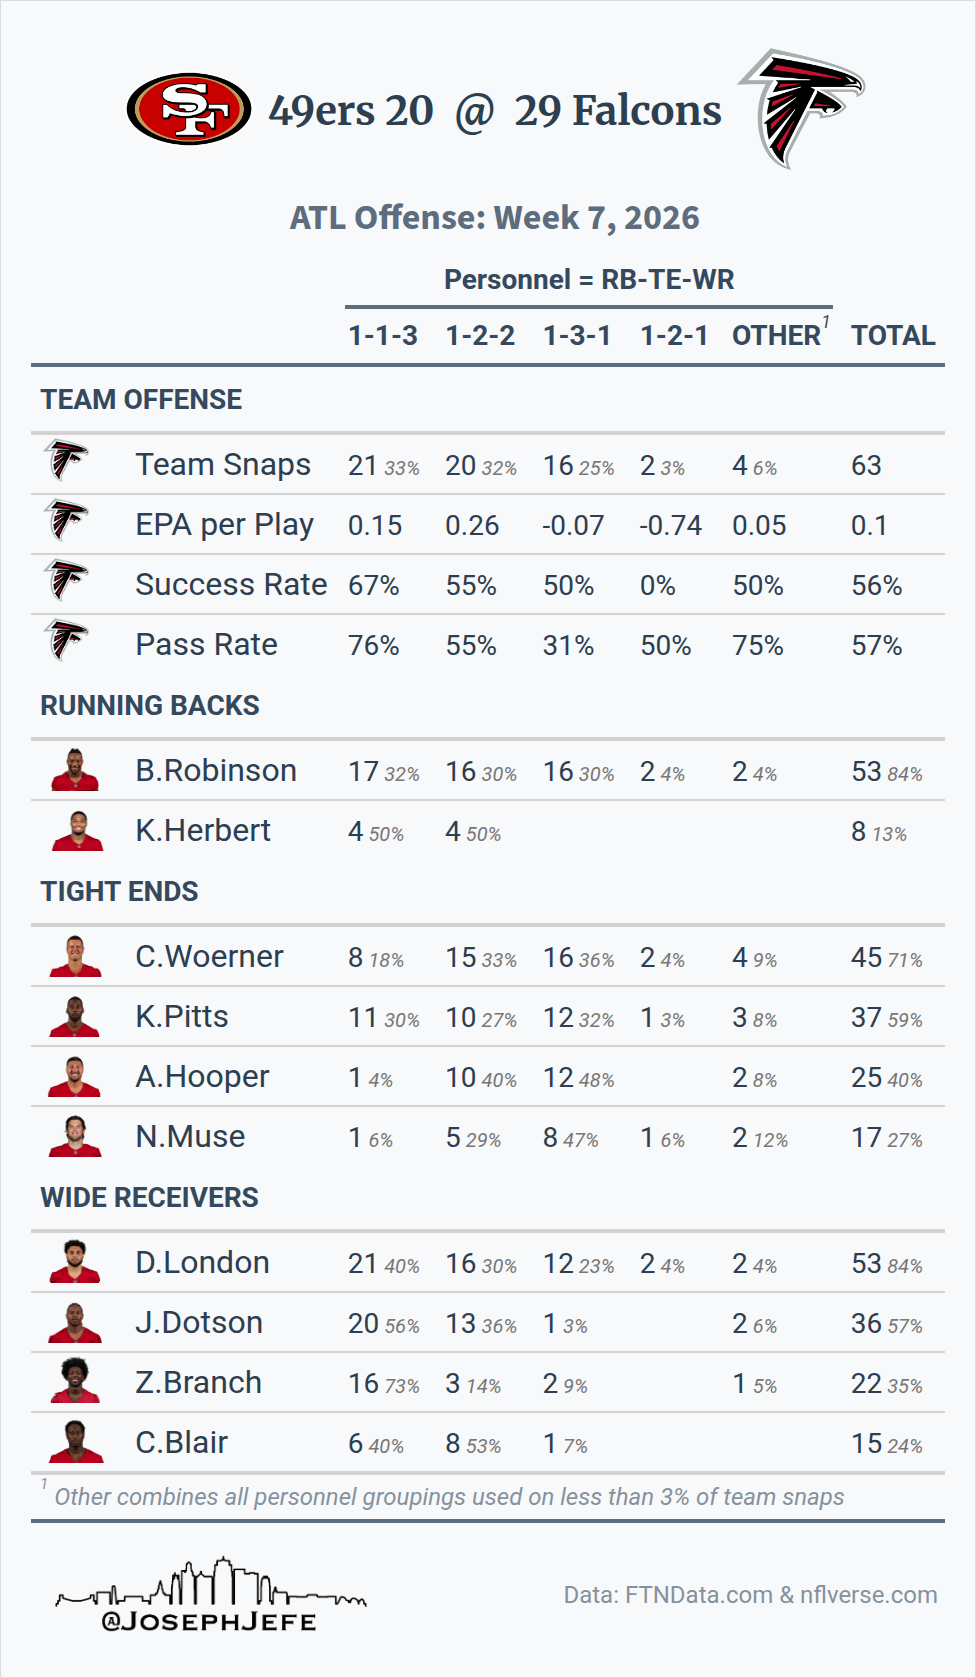 SF 49ers 20 @ 29 Falcons
ATL Offense: Week 7, 2026
Personnel = RB-TE-WR
1-1-3 1-2-2 1-3-1 1-2-1 OTHER¹ TOTAL
TEAM OFFENSE
Team Snaps 21 33% 20 32% 16 25% 2 3% 4 6% 63
EPA per Play 0.15 0.26 -0.07 -0.74 0.05 0.1
Success Rate 67% 55% 50% 0% 50% 56%
Pass Rate 76% 55% 31% 50% 75% 57%
RUNNING BACKS
B.Robinson 17 32% 16 30% 16 30% 2 4% 2 4% 53 84%
K.Herbert 4 50% 4 50% 8 13%
TIGHT ENDS
C.Woerner 8 18% 15 33% 16 36% 2 4% 4 9% 45 71%
K.Pitts 11 30% 10 27% 12 32% 1 3% 3 8% 37 59%
A.Hooper 1 4% 10 40% 12 48% 2 8% 25 40%
N.Muse 1 6% 5 29% 8 47% 1 6% 2 12% 17 27%
WIDE RECEIVERS
D.London 21 40% 16 30% 12 23% 2 4% 2 4% 53 84%
J.Dotson 20 56% 13 36% 1 3% 2 6% 36 57%
Z.Branch 16 73% 3 14% 2 9% 1 5% 22 35%
C.Blair 6 40% 8 53% 1 7% 15 24%
¹ Other combines all personnel groupings used on less than 3% of team snaps
@JosephJefe
Data: FTNData.com & nflverse.com